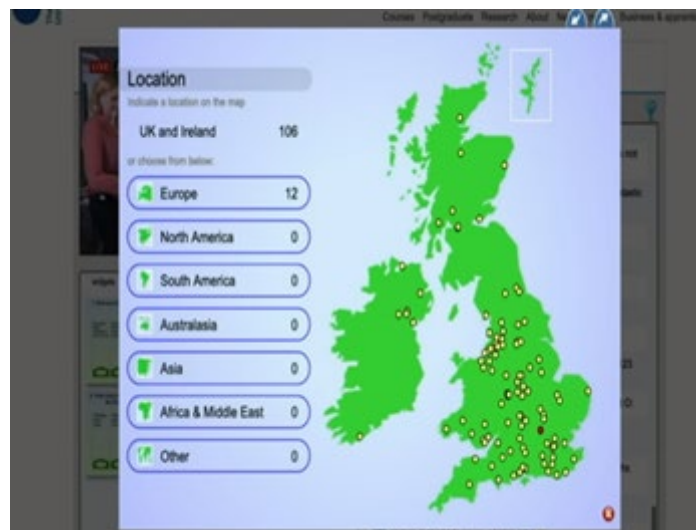 Courses Postgraduate Research About
Location
Indicate a location on the map
UK and Ireland 106
or choose from below:
Europe 12
North America 0
South America 0
Australasia 0
Asia 0
Africa & Middle East 0
Other 0